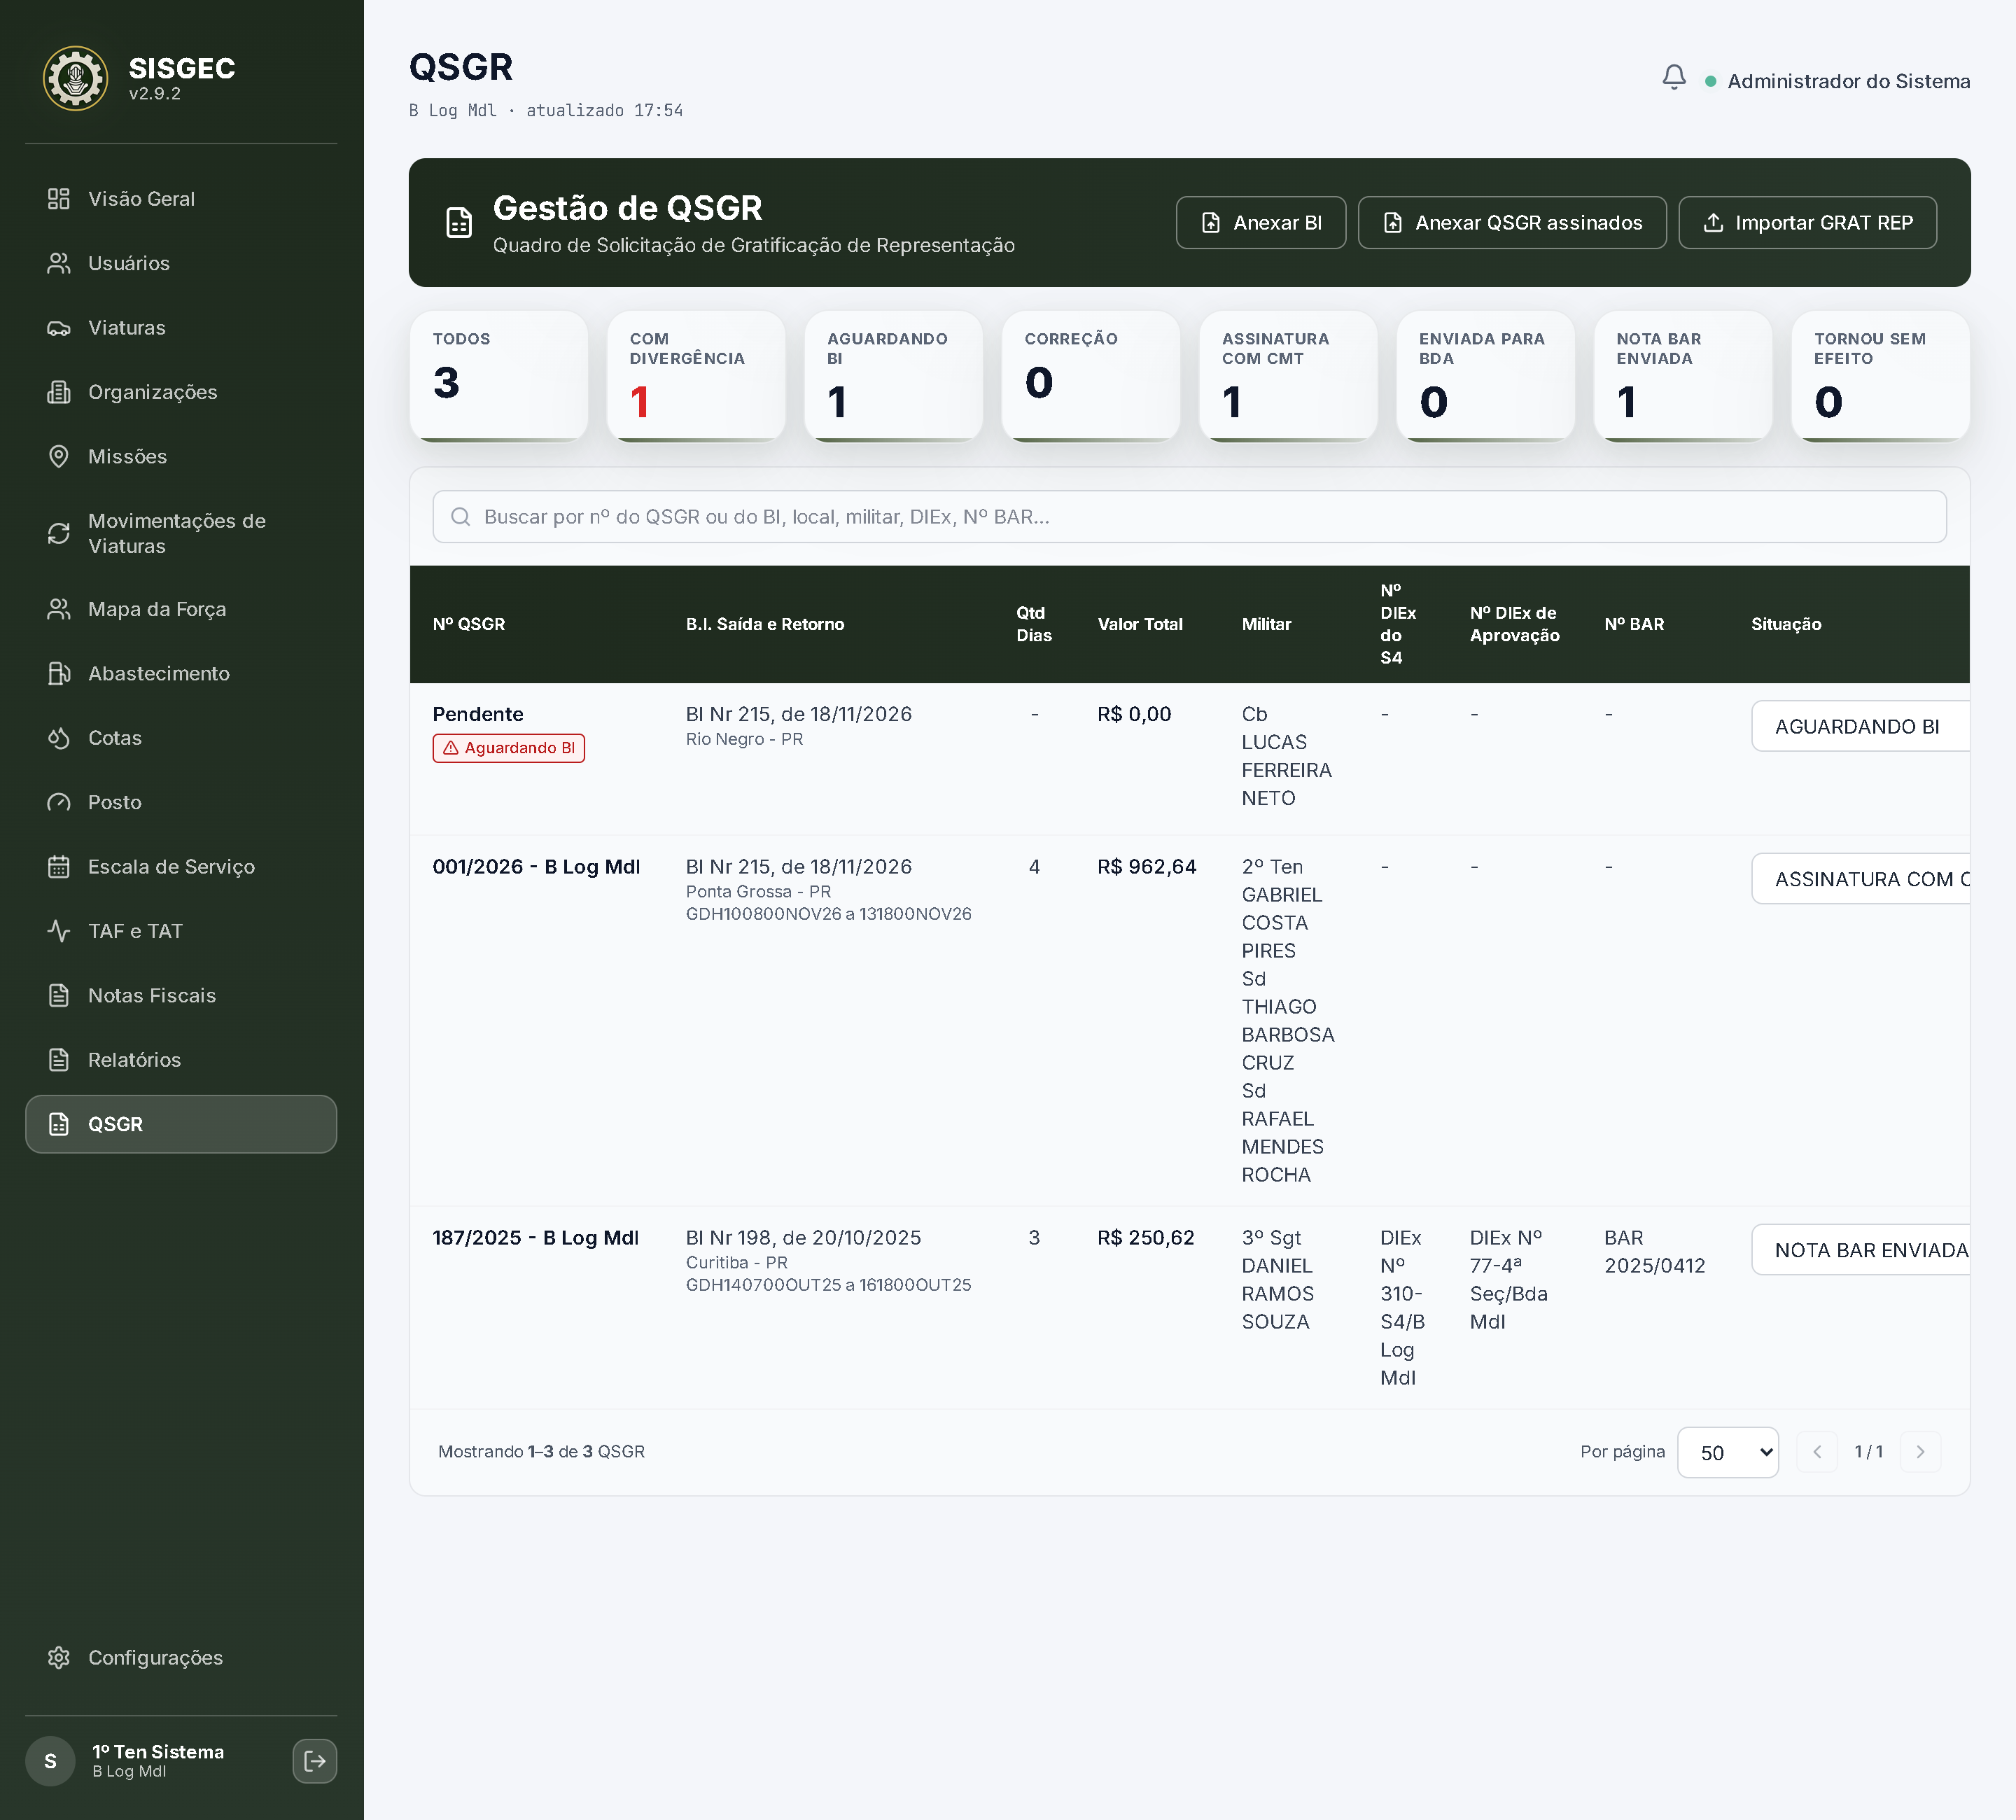 SISGEC
v2.9.2
Visão Geral
Usuários
Viaturas
Organizações
Missões
Movimentações de
Viaturas
Mapa da Força
Abastecimento
Cotas
Posto
Escala de Serviço
TAF e TAT
Notas Fiscais
Relatórios
QSGR
Configurações
S
1º Ten Sistema
B Log Mdl
QSGR
B Log Mdl · atualizado 17:54
Administrador do Sistema
Gestão de QSGR
Quadro de Solicitação de Gratificação de Representação
Anexar BI
Anexar QSGR assinados
Importar GRAT REP
TODOS
3
COM
DIVERGÊNCIA
1
AGUARDANDO
BI
1
CORREÇÃO
0
ASSINATURA
COM CMT
1
ENVIADA PARA
BDA
0
NOTA BAR
ENVIADA
1
TORNOU SEM
EFEITO
0
Buscar por nº do QSGR ou do BI, local, militar, DIEx, Nº BAR...
Nº QSGR
B.I. Saída e Retorno
Qtd
Dias
Valor Total
Militar
Nº
DIEx
do
S4
Nº DIEx de
Aprovação
Nº BAR
Situação
Pendente
Aguardando BI
BI Nr 215, de 18/11/2026
Rio Negro - PR
-
R$ 0,00
Cb
LUCAS
FERREIRA
NETO
-
-
-
AGUARDANDO BI
001/2026 - B Log Mdl
BI Nr 215, de 18/11/2026
Ponta Grossa - PR
GDH100800NOV26 a 131800NOV26
4
R$ 962,64
2º Ten
GABRIEL
COSTA
PIRES
Sd
THIAGO
BARBOSA
CRUZ
Sd
RAFAEL
MENDES
ROCHA
-
-
-
ASSINATURA COM C
187/2025 - B Log Mdl
BI Nr 198, de 20/10/2025
Curitiba - PR
GDH140700OUT25 a 161800OUT25
3
R$ 250,62
3º Sgt
DANIEL
RAMOS
SOUZA
DIEx
Nº
310-
S4/B
Log
Mdl
DIEx Nº
77-4ª
Seç/Bda
Mdl
BAR
2025/0412
NOTA BAR ENVIADA
Mostrando 1–3 de 3 QSGR
Por página
50
1 / 1